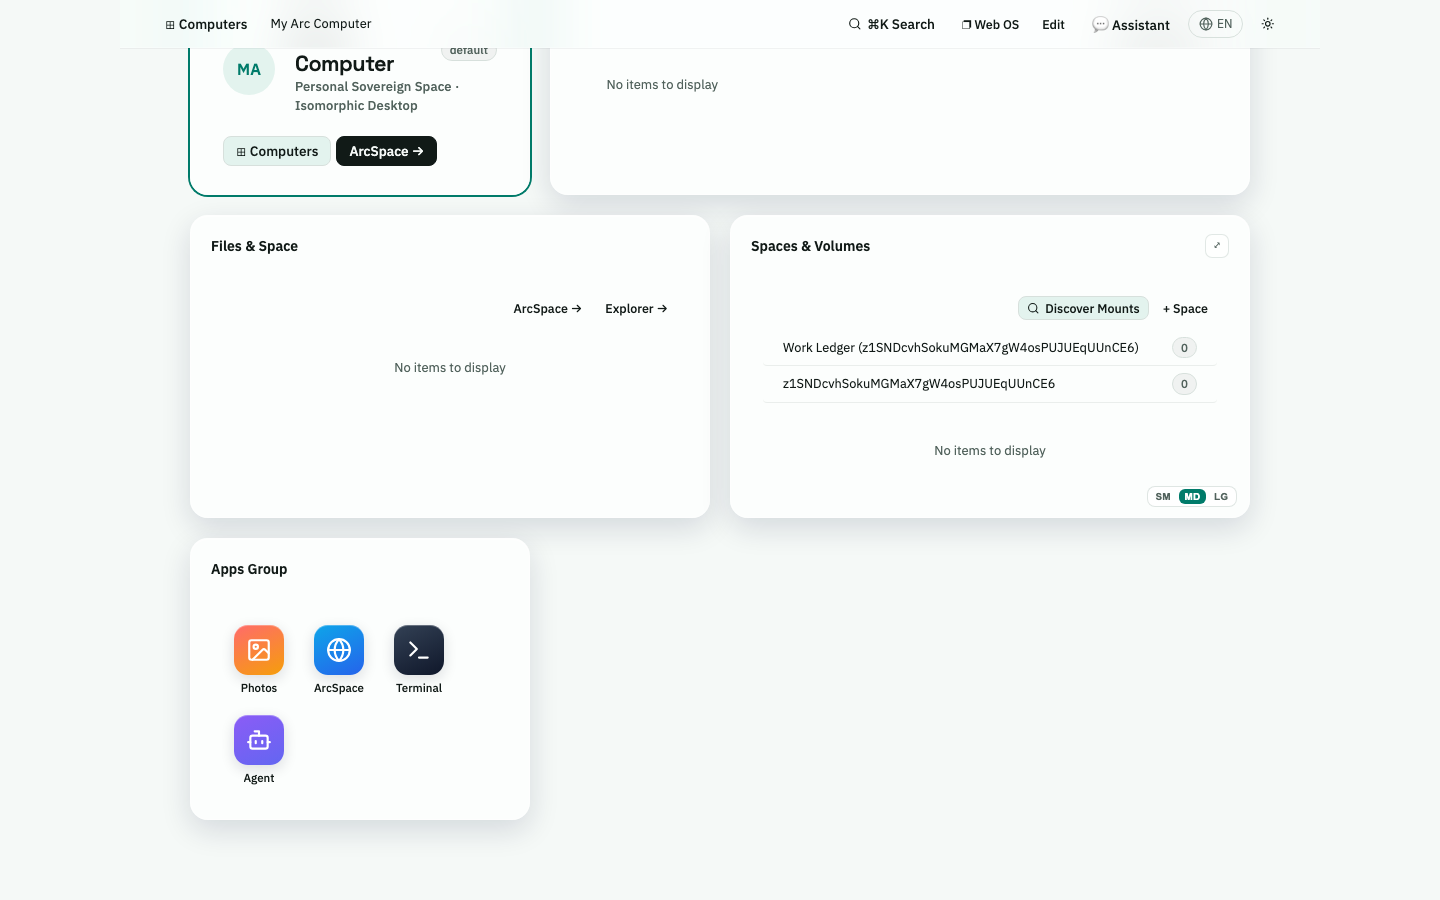 Computers
My Arc Computer
⌘K Search
Web OS
Edit
Assistant
EN
MA
Computer
default
Personal Sovereign Space ·
Isomorphic Desktop
Computers
ArcSpace →
No items to display
Files & Space
ArcSpace →
Explorer →
No items to display
Spaces & Volumes
Discover Mounts
+ Space
Work Ledger (z1SNDcvhSokuMGMaX7gW4osPUJUEqUUnCE6)
0
z1SNDcvhSokuMGMaX7gW4osPUJUEqUUnCE6
0
No items to display
SM
MD
LG
Apps Group
Photos
ArcSpace
Terminal
Agent